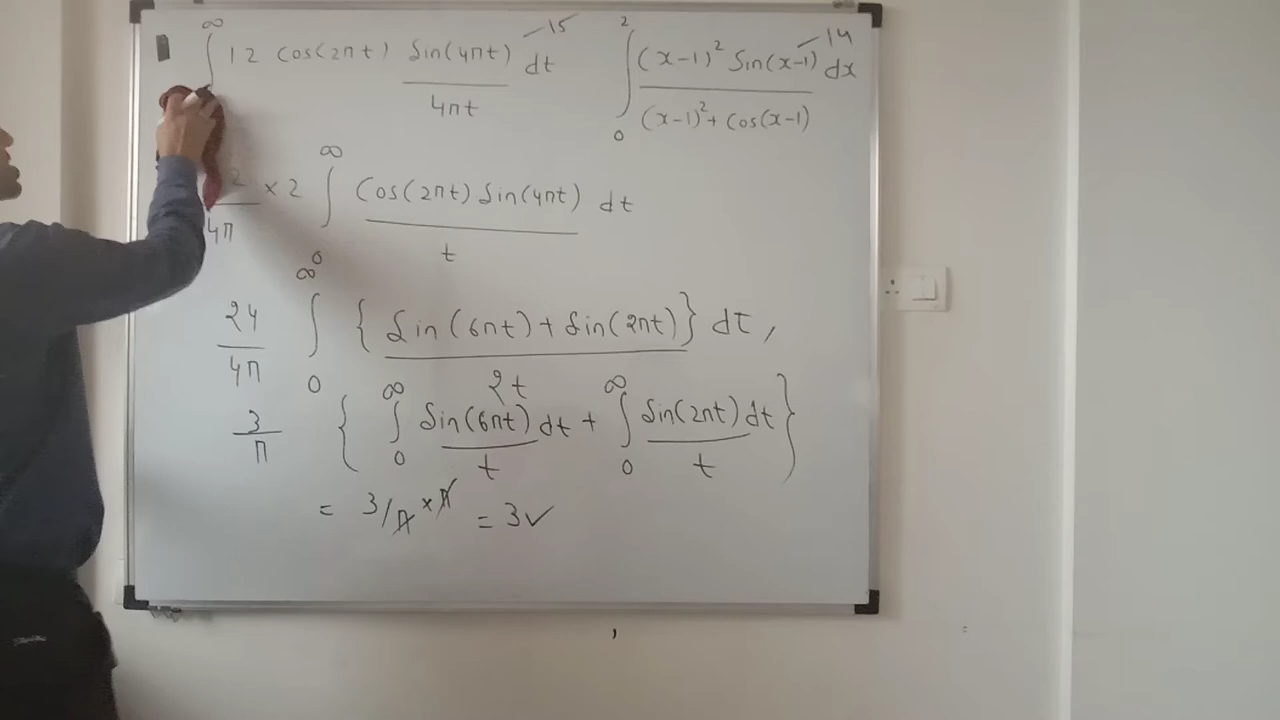 ∞ ∫ 12 cos(2πt) sin(4πt)/4πt dt – 15
2 ∫ 0 (x-1)² sin(x-1)/(x-1)² + cos(x-1) dx – 14
2/4π × 2 ∞ ∫ 0 cos(2πt) sin(4πt)/t dt
24/4π ∞ ∫ 0 { sin(6πt) + sin(2πt)/2t } dt,
3/π { ∞ ∫ 0 sin(6πt)/t dt + ∞ ∫ 0 sin(2πt)/t dt }
= 3/π × π = 3✓